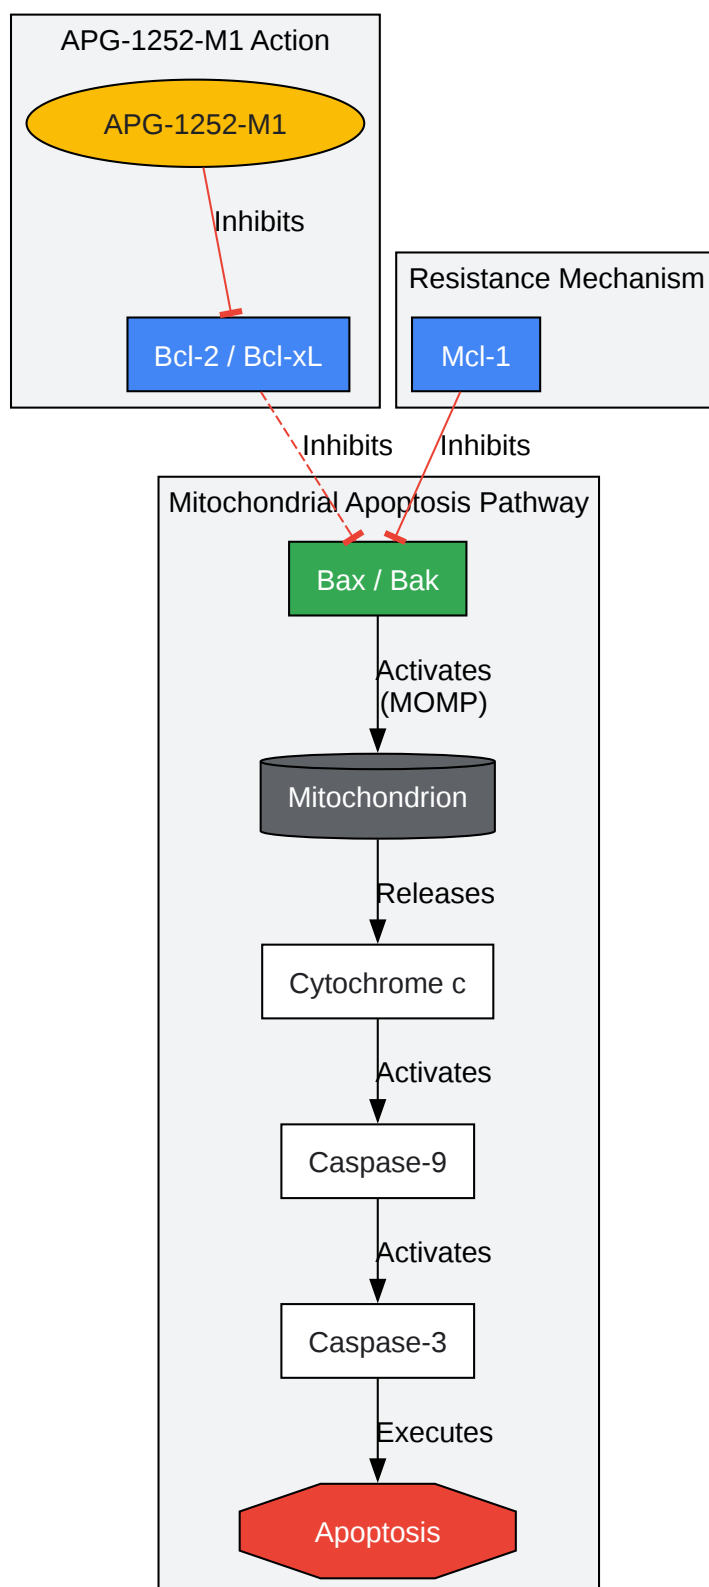 APG-1252-M1 Action
APG-1252-M1
Inhibits
Resistance Mechanism
Bcl-2 / Bcl-xL
Mcl-1
Inhibits
Inhibits
Mitochondrial Apoptosis Pathway
Bax / Bak
Activates
(MOMP)
Mitochondrion
Releases
Cytochrome c
Activates
Caspase-9
Activates
Caspase-3
Executes
Apoptosis